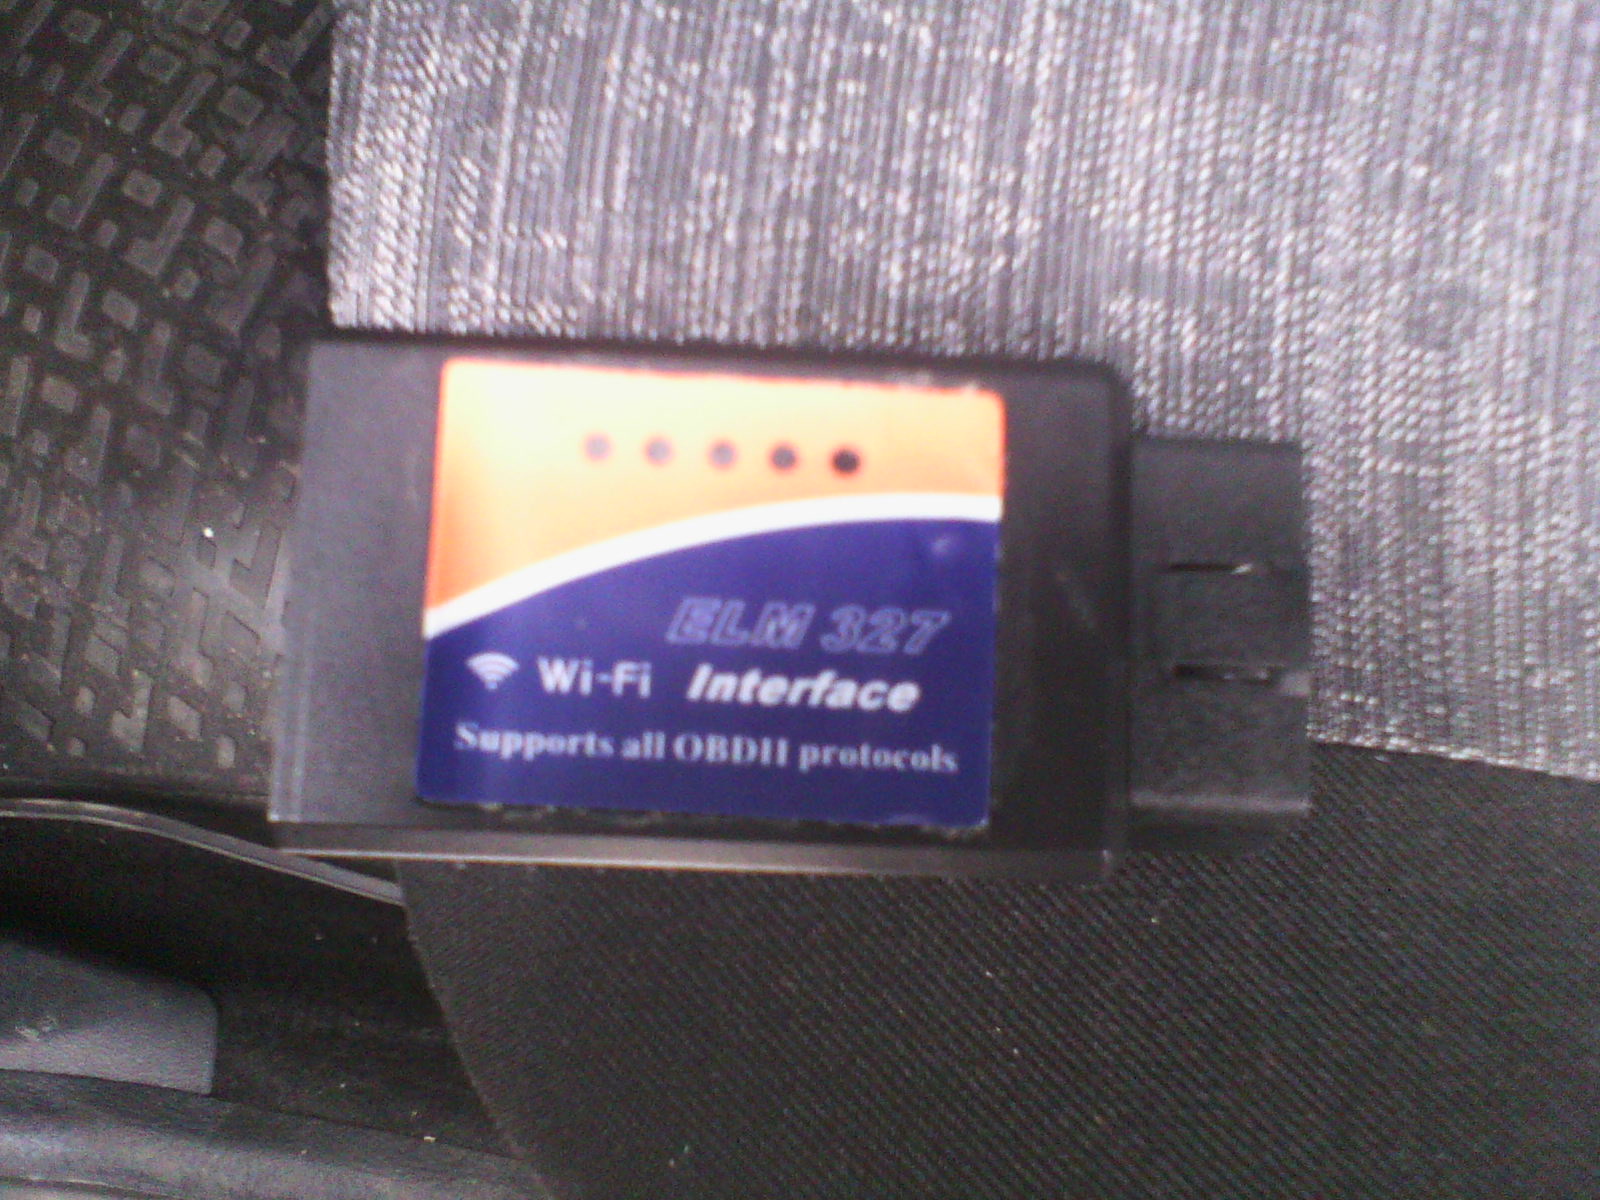 ELM 327
Wi-Fi Interface
Supports all OBDII protocols